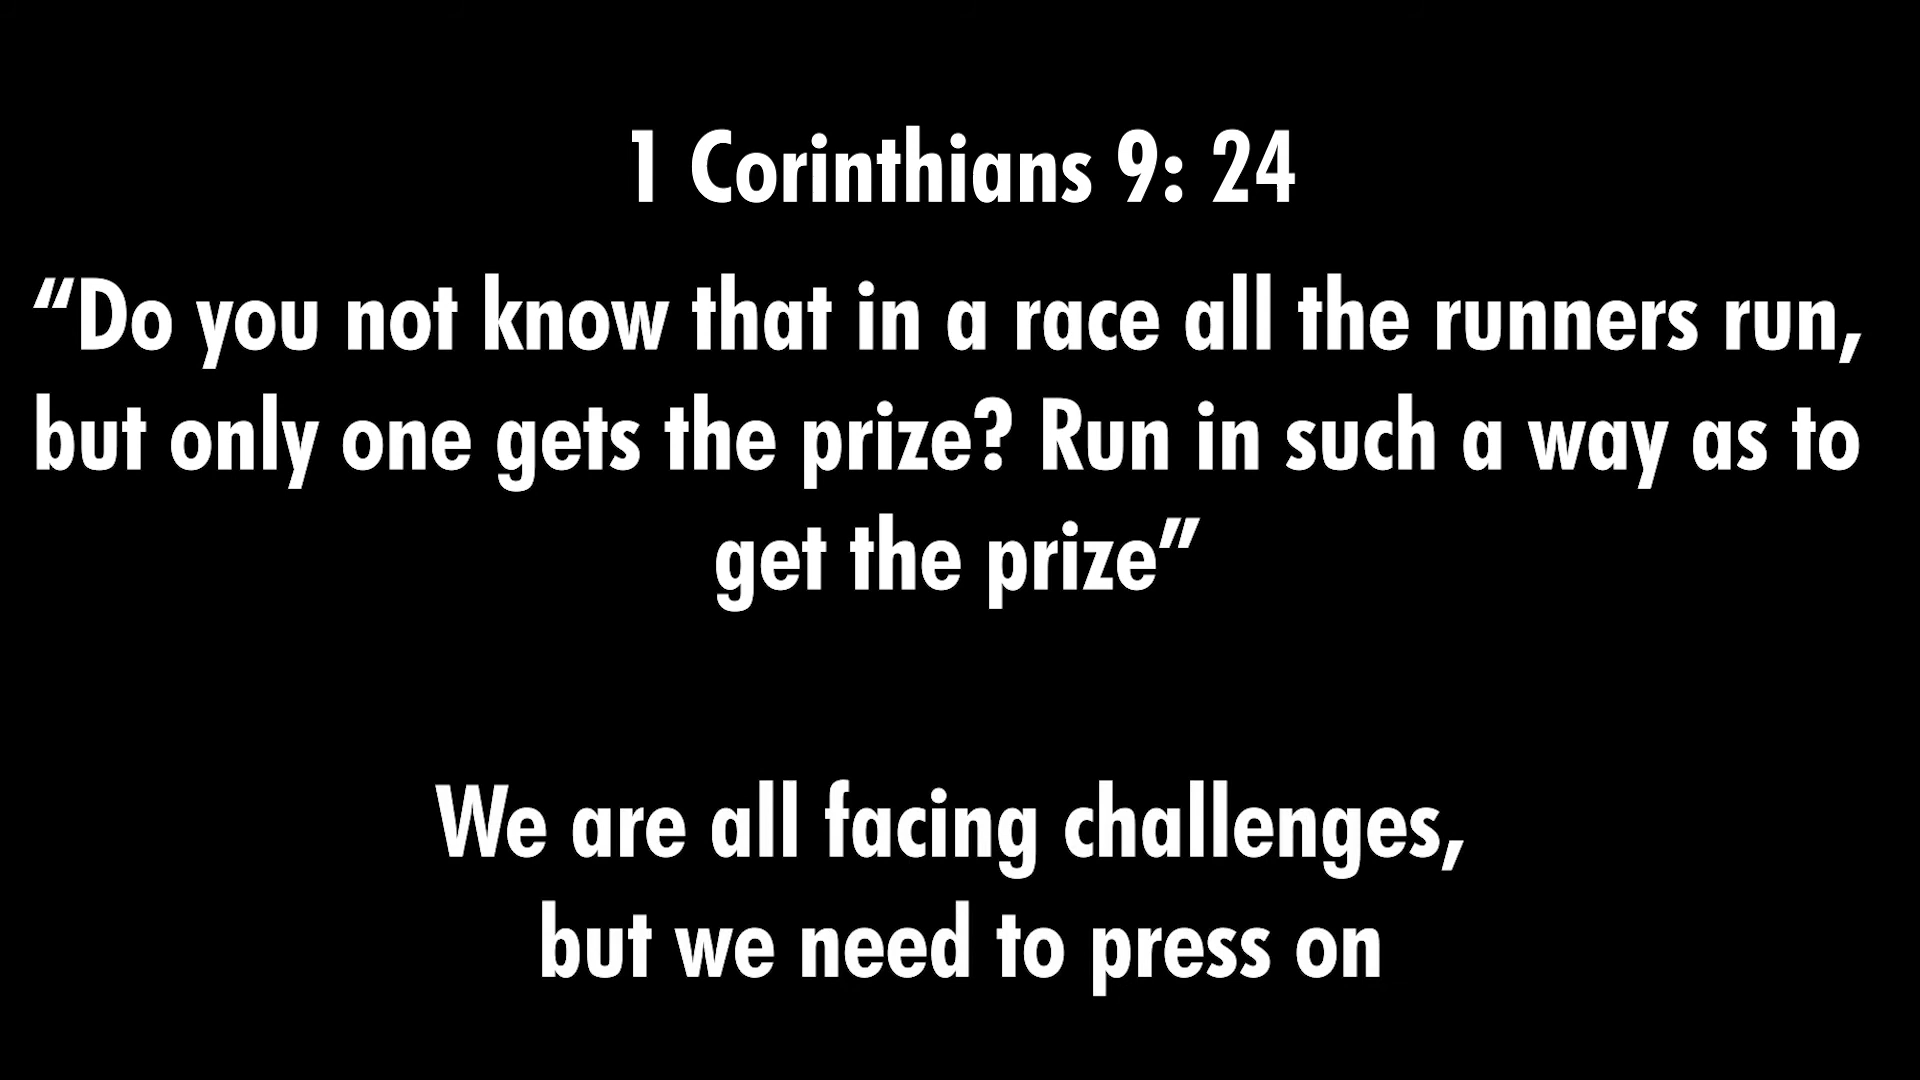 1 Corinthians 9: 24
“Do you not know that in a race all the runners run,
but only one gets the prize? Run in such a way as to
get the prize”
We are all facing challenges,
but we need to press on